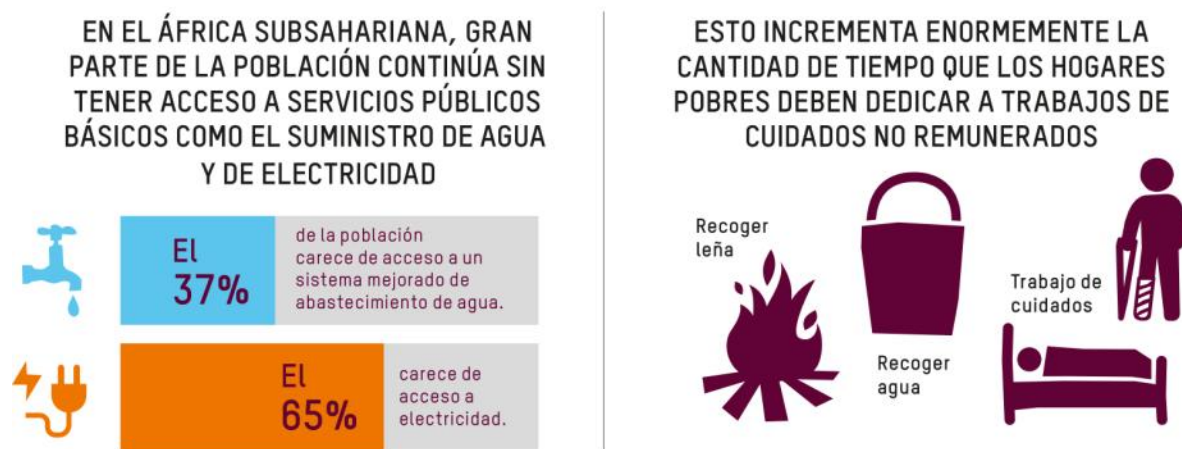 EN EL ÁFRICA SUBSAHARIANA, GRAN
PARTE DE LA POBLACIÓN CONTINÚA SIN
TENER ACCESO A SERVICIOS PÚBLICOS
BÁSICOS COMO EL SUMINISTRO DE AGUA
Y DE ELECTRICIDAD
El
37%
de la población
carece de acceso a un
sistema mejorado de
abastecimiento de agua.
El
65%
carece de
acceso a
electricidad.
ESTO INCREMENTA ENORMEMENTE LA
CANTIDAD DE TIEMPO QUE LOS HOGARES
POBRES DEBEN DEDICAR A TRABAJOS DE
CUIDADOS NO REMUNERADOS
Recoger
leña
Recoger
agua
Trabajo de
cuidados